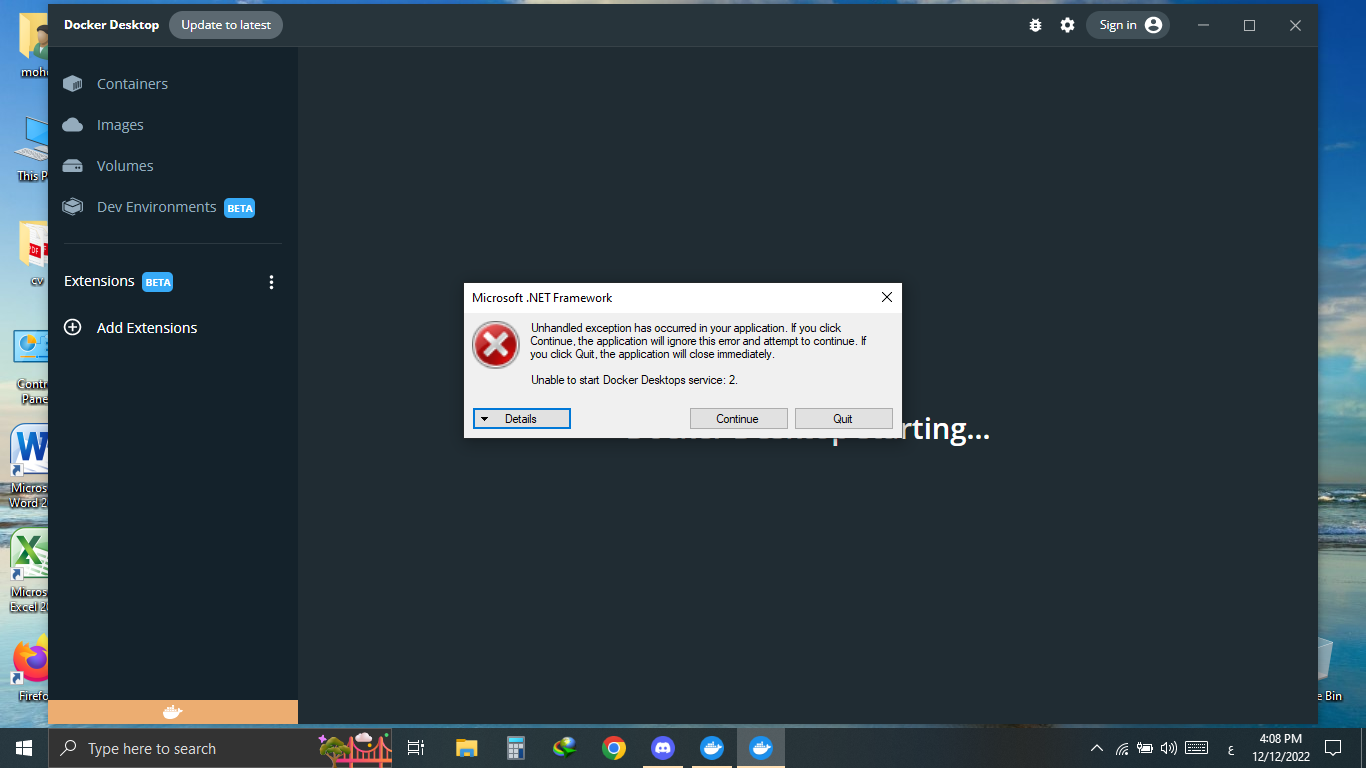 Docker Desktop
Update to latest
Sign in
Containers
Images
Volumes
Dev Environments BETA
Extensions BETA
Add Extensions
Microsoft .NET Framework
Unhandled exception has occurred in your application. If you click
Continue, the application will ignore this error and attempt to continue. If
you click Quit, the application will close immediately.
Unable to start Docker Desktops service: 2.
Details
Continue
Quit
rting...
This P
cv
Contr
Pane
Micros
Word 2
Micros
Excel 2
Firefo
e Bin
W
X
PDF
PDF
Type here to search
ع
4:08 PM
12/12/2022